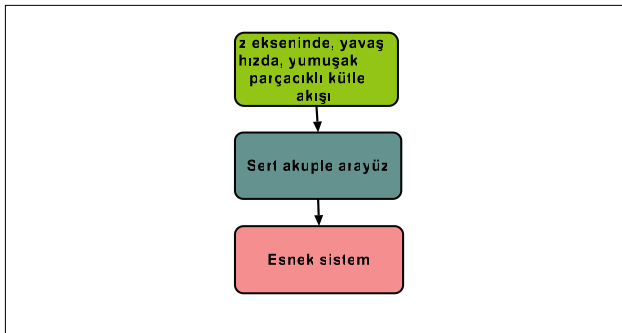 z ekseninde, yavaş
hızda, yumuşak
parçacıklı kütle
akışı
Sert akuple arayüz
Esnek sistem